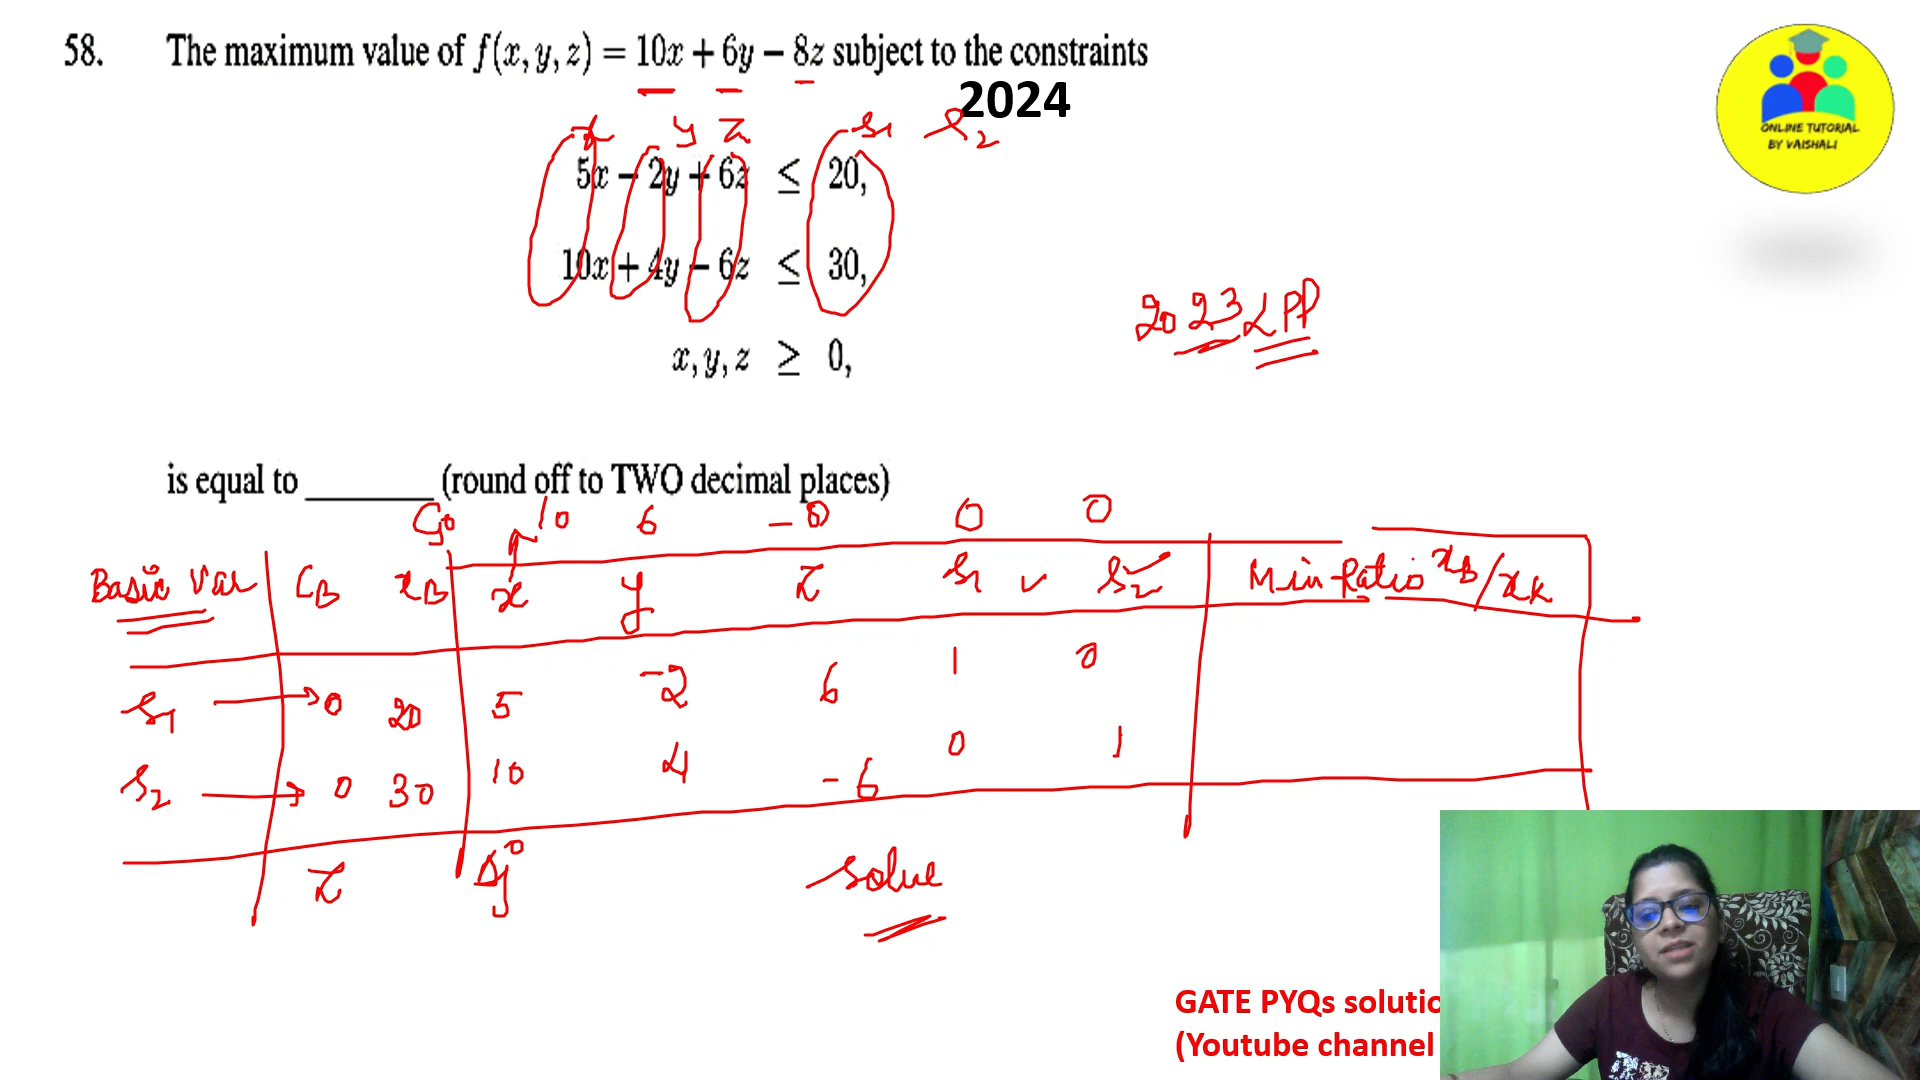 58. The maximum value of f(x, y, z) = 10x + 6y − 8z subject to the constraints
2024
x y z s1 s2
5x − 2y + 6z ≤ 20,
10x + 4y − 6z ≤ 30,
x, y, z ≥ 0,
2023 LPP
is equal to ________ (round off to TWO decimal places)
Cj 10 6 -8 0 0
Basic Var CB xB x y z s1 s2 Min Ratio xB/xk
s1 0 20 5 -2 6 1 0
s2 0 30 10 4 -6 0 1
z Δj solve
ONLINE TUTORIAL
BY VAISHALI
GATE PYQs solutio
(Youtube channel